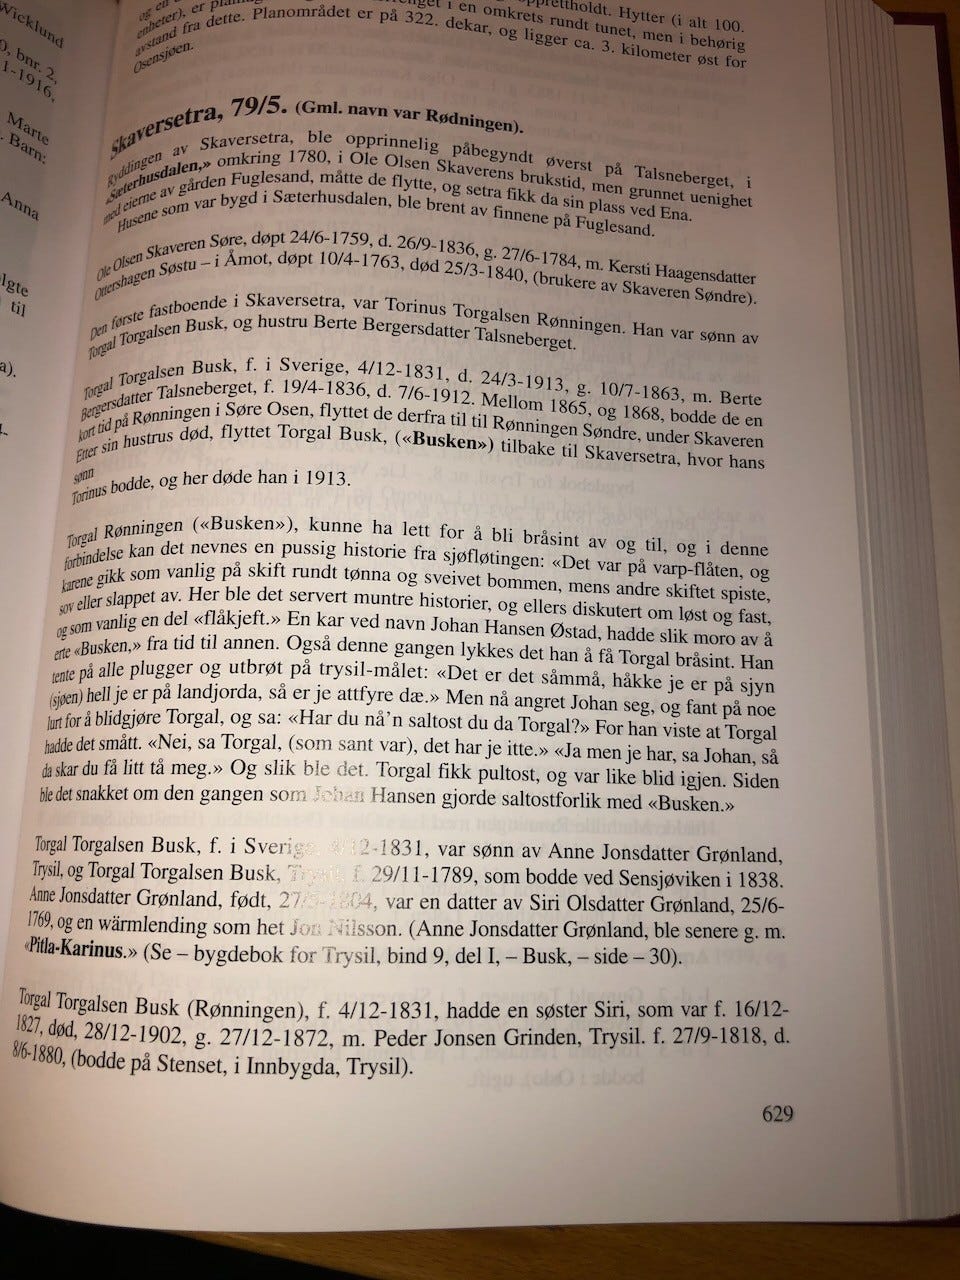 Wicklund
0, bnr. 2,
1-1916,
Marte
. Barn:
Anna
lgte
til
a).
enheter), er
opprettholdt. Hytter (i alt 100.
i en omkrets rundt tunet, men i behørig
avstand fra dette. Planområdet er på 322. dekar, og ligger ca. 3. kilometer øst for
Osensjøen.
Skaversetra, 79/5. (Gml. navn var Rødningen).
Ryddingen av Skaversetra, ble opprinnelig påbegyndt øverst på Talsneberget, i
«Sæterhusdalen,» omkring 1780, i Ole Olsen Skaverens brukstid, men grunnet uenighet
med eierne av gården Fuglesand, måtte de flytte, og setra fikk da sin plass ved Ena.
Husene som var bygd i Sæterhusdalen, ble brent av finnene på Fuglesand.
Ole Olsen Skaveren Søre, døpt 24/6-1759, d. 26/9-1836, g. 27/6-1784, m. Kersti Haagensdatter
Ottershagen Søstu – i Åmot, døpt 10/4-1763, død 25/3-1840, (brukere av Skaveren Søndre).
Den første fastboende i Skaversetra, var Torinus Torgalsen Rønningen. Han var sønn av
Torgal Torgalsen Busk, og hustru Berte Bergersdatter Talsneberget.
Torgal Torgalsen Busk, f. i Sverige, 4/12-1831, d. 24/3-1913, g. 10/7-1863, m. Berte
Bergersdatter Talsneberget, f. 19/4-1836, d. 7/6-1912. Mellom 1865, og 1868, bodde de en
kort tid på Rønningen i Søre Osen, flyttet de derfra til til Rønningen Søndre, under Skaveren
Etter sin hustrus død, flyttet Torgal Busk, («Busken») tilbake til Skaversetra, hvor hans
sønn
Torinus bodde, og her døde han i 1913.
Torgal Rønningen («Busken»), kunne ha lett for å bli bråsint av og til, og i denne
forbindelse kan det nevnes en pussig historie fra sjøfløtingen: «Det var på varp-flåten, og
karene gikk som vanlig på skift rundt tønna og sveivet bommen, mens andre skiftet spiste,
sov eller slappet av. Her ble det servert muntre historier, og ellers diskutert om løst og fast,
og som vanlig en del «flåkjeft.» En kar ved navn Johan Hansen Østad, hadde slik moro av å
erte «Busken,» fra tid til annen. Også denne gangen lykkes det han å få Torgal bråsint. Han
tente på alle plugger og utbrøt på trysil-målet: «Det er det såmmå, håkke je er på sjyn
(sjøen) hell je er på landjorda, så er je attfyre dæ.» Men nå angret Johan seg, og fant på noe
lurt for å blidgjøre Torgal, og sa: «Har du nå'n saltost du da Torgal?» For han viste at Torgal
hadde det smått. «Nei, sa Torgal, (som sant var), det har je itte.» «Ja men je har, sa Johan, så
da skar du få litt tå meg.» Og slik ble det. Torgal fikk pultost, og var like blid igjen. Siden
ble det snakket om den gangen som Johan Hansen gjorde saltostforlik med «Busken.»
Torgal Torgalsen Busk, f. i Sverige, 4/12-1831, var sønn av Anne Jonsdatter Grønland,
Trysil, og Torgal Torgalsen Busk, Trysil, f. 29/11-1789, som bodde ved Sensjøviken i 1838.
Anne Jonsdatter Grønland, født, var en datter av Siri Olsdatter Grønland, 25/6-
1769, og en wärmlending som het Jon Nilsson. (Anne Jonsdatter Grønland, ble senere g. m.
«Pitla-Karinus.» (Se – bygdebok for Trysil, bind 9, del I, – Busk, – side – 30).
Torgal Torgalsen Busk (Rønningen), f. 4/12-1831, hadde en søster Siri, som var f. 16/12-
1827, død, 28/12-1902, g. 27/12-1872, m. Peder Jonsen Grinden, Trysil. f. 27/9-1818, d.
8/6-1880, (bodde på Stenset, i Innbygda, Trysil).
629